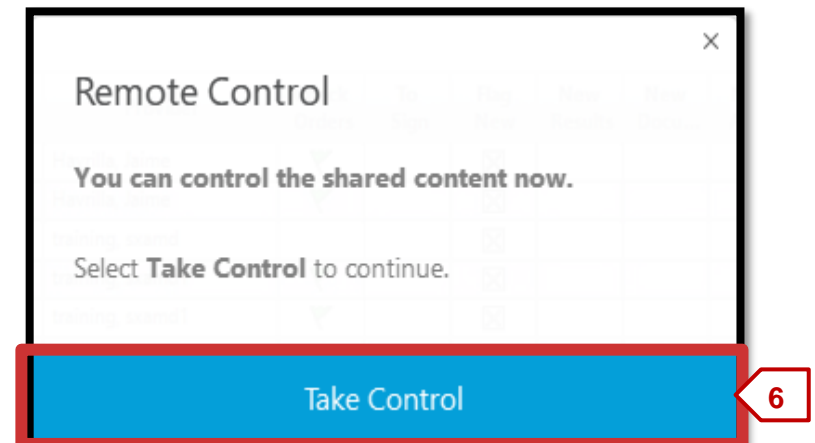 ×
Remote Control
You can control the shared content now.
Select Take Control to continue.
Take Control
6